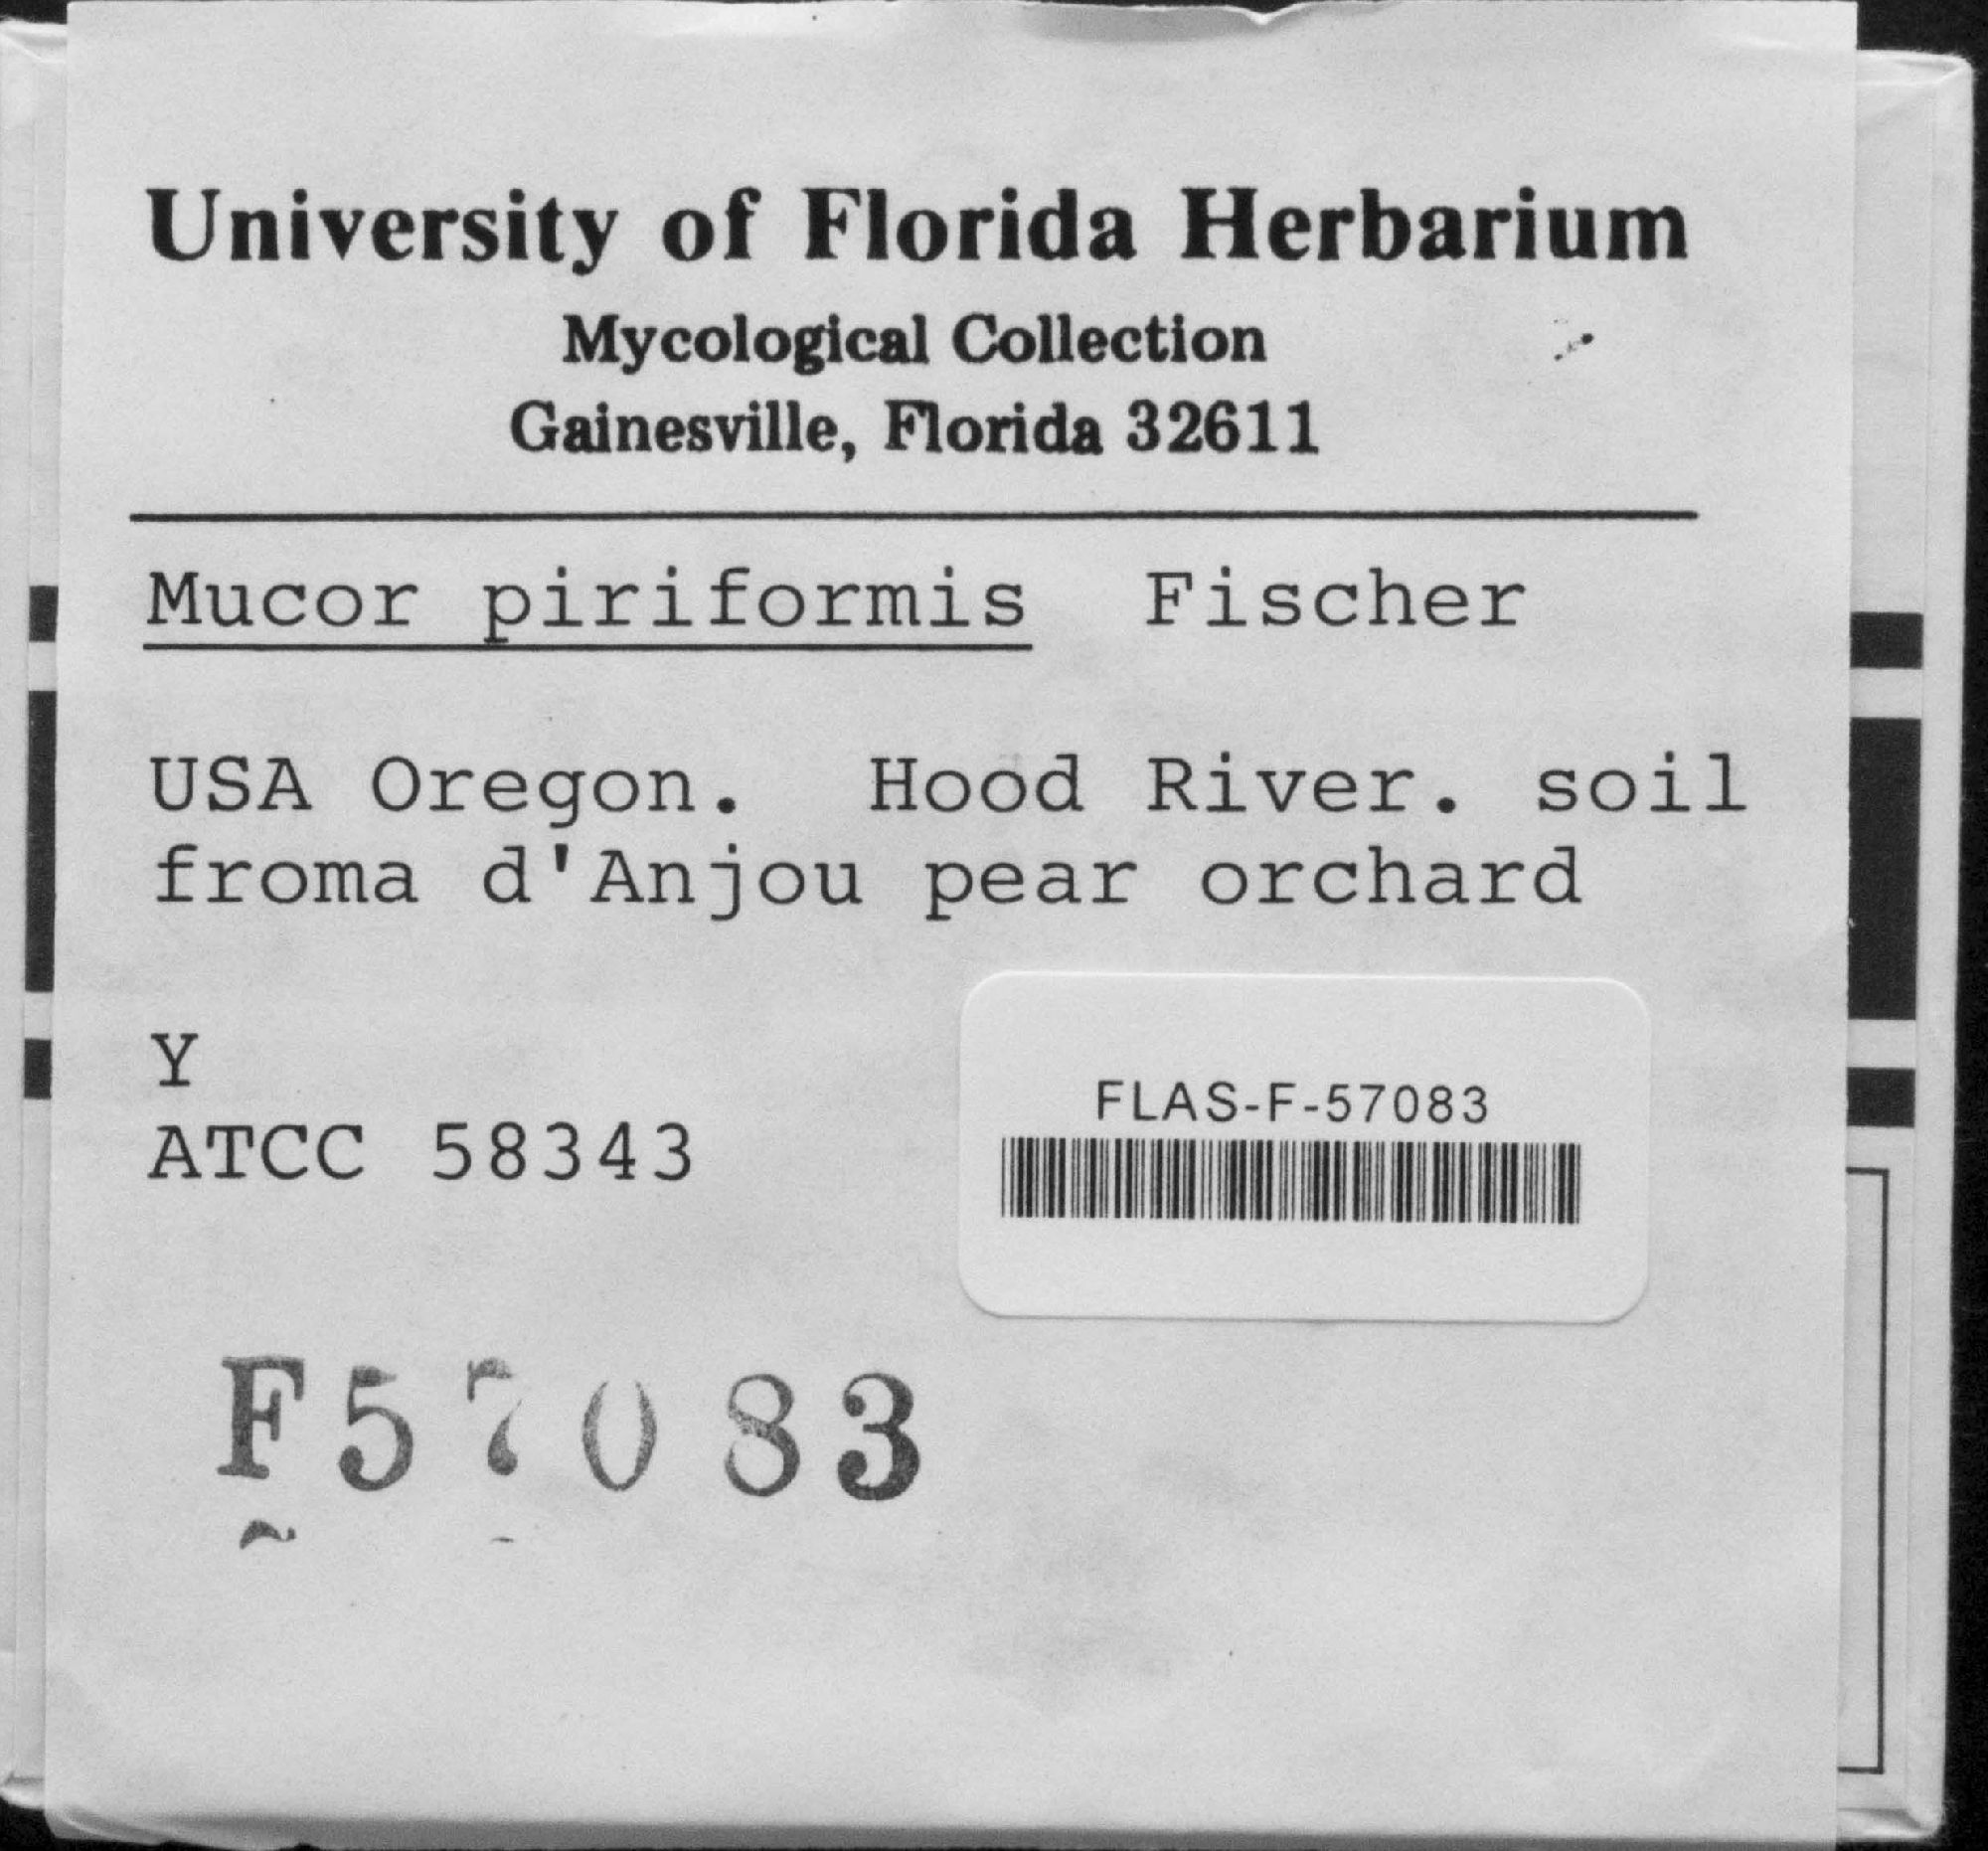 University of Florida Herbarium
Mycological Collection
Gainesville, Florida 32611
Mucor piriformis Fischer
USA Oregon. Hood River. soil
froma d'Anjou pear orchard
Y
ATCC 58343
FLAS-F-57083
F57083